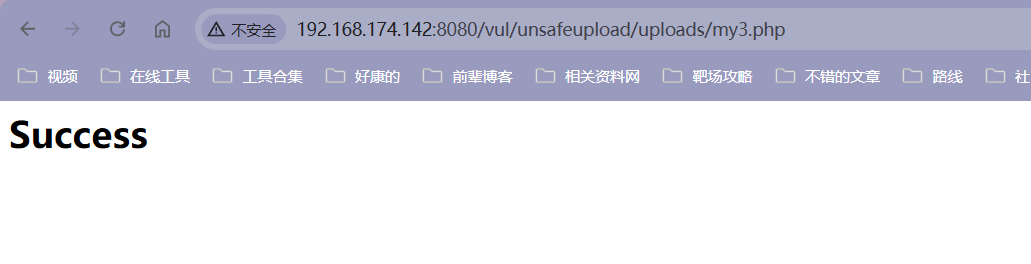 不安全 192.168.174.142:8080/vul/unsafeupload/uploads/my3.php
视频 在线工具 工具合集 好康的 前辈博客 相关资料网 靶场攻略 不错的文章 路线 社
Success